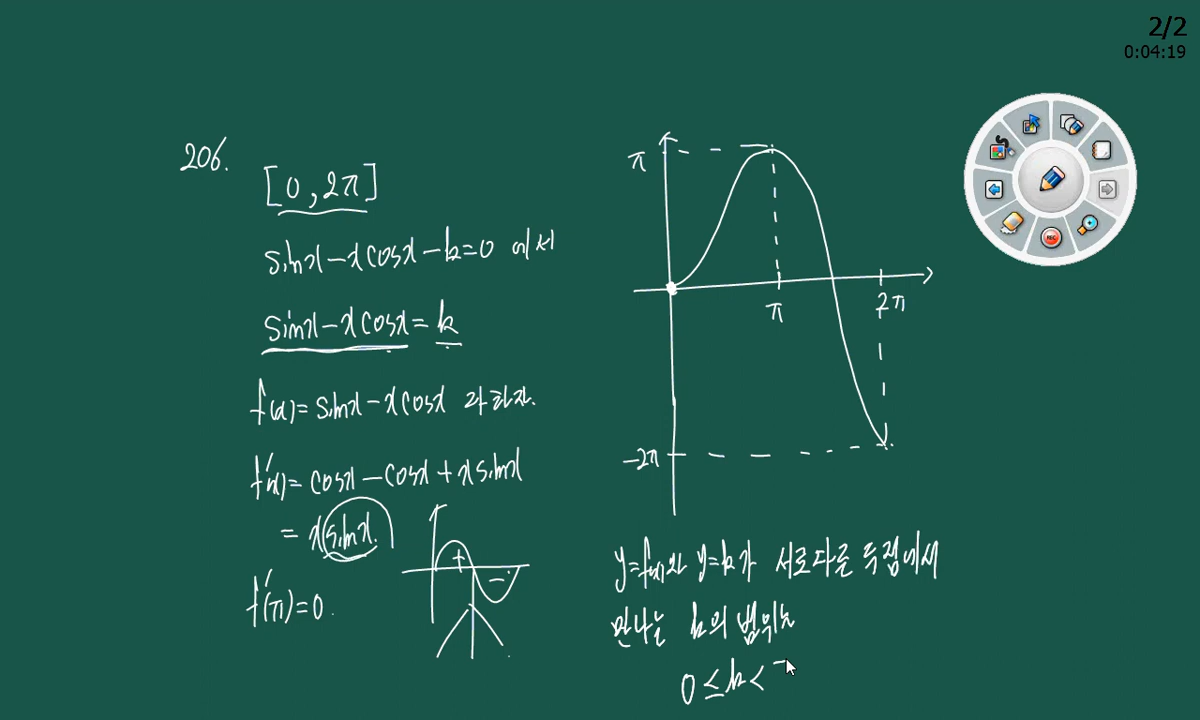 2/2
0:04:19
206.
[0, 2π]
sinx-xcosx-k=0 에서
sinx-xcosx=k
f(x)=sinx-xcosx 라 하자.
f'(x)=cosx-cosx+xsinx
=xsinx.
f'(π)=0.
+
-
π
π
2π
-2π
y=f(x)와 y=k가 서로다른 두점에서
만나는 k의 범위는
0≤k<
REC